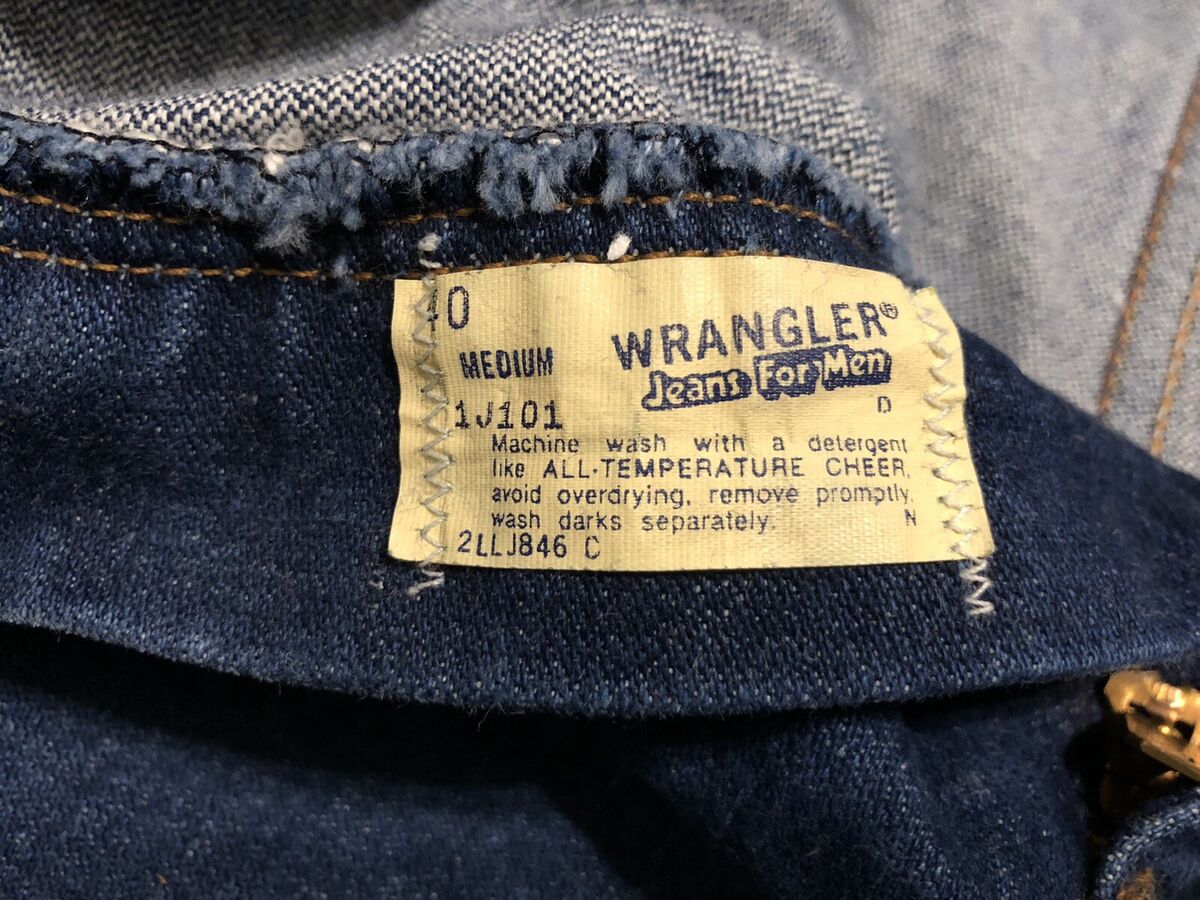 40
MEDIUM
WRANGLER®
Jeans For Men
1J101
D
Machine wash with a detergent
like ALL-TEMPERATURE CHEER,
avoid overdrying, remove promptly,
wash darks separately.
N
2LLJ846 C